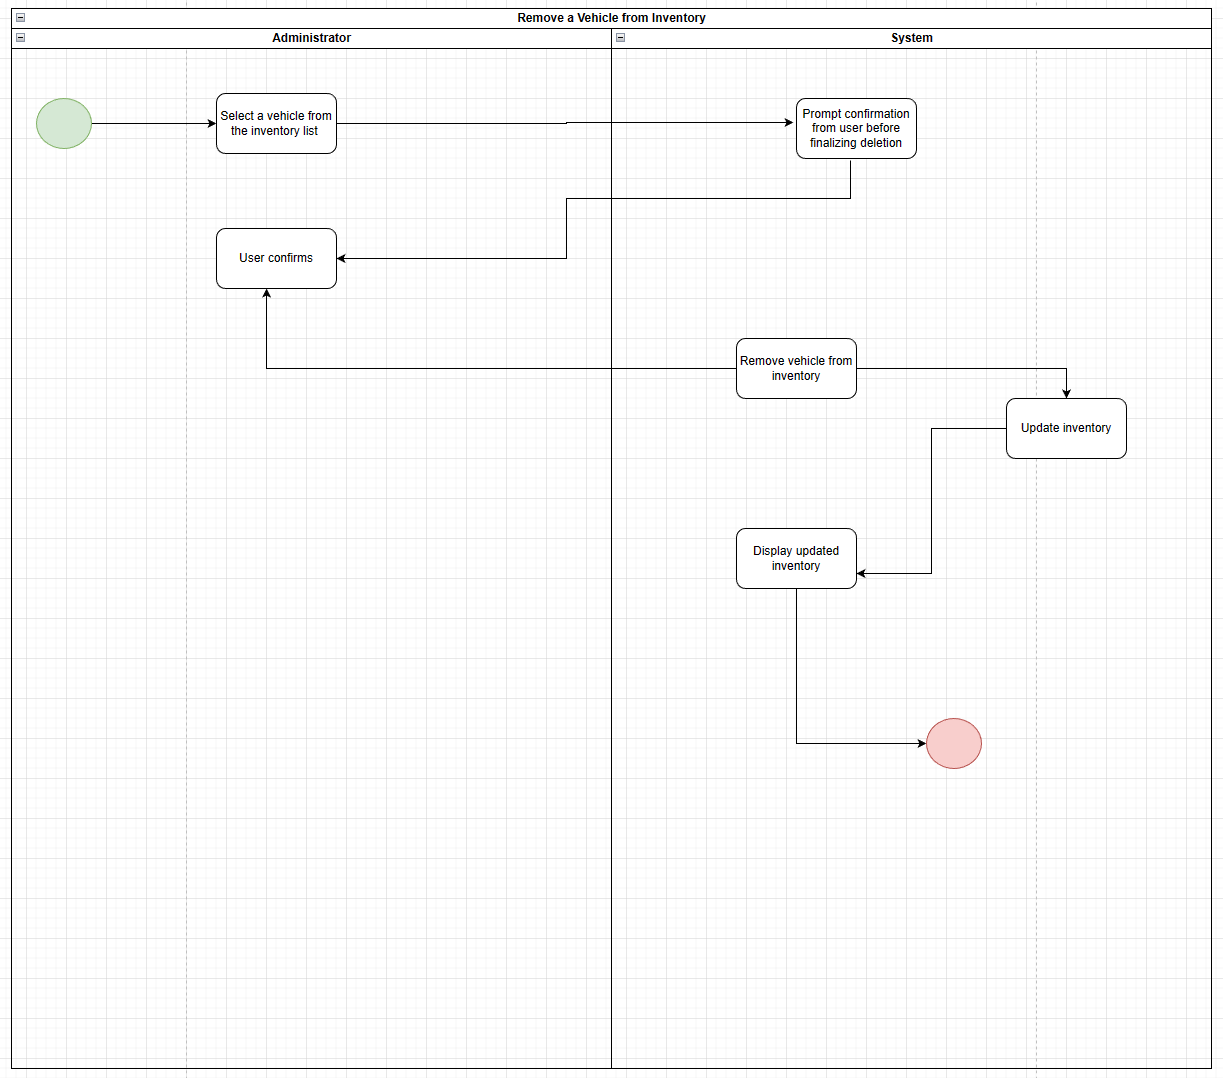 Remove a Vehicle from Inventory
Administrator
System
Select a vehicle from
the inventory list
Prompt confirmation
from user before
finalizing deletion
User confirms
Remove vehicle from
inventory
Update inventory
Display updated
inventory